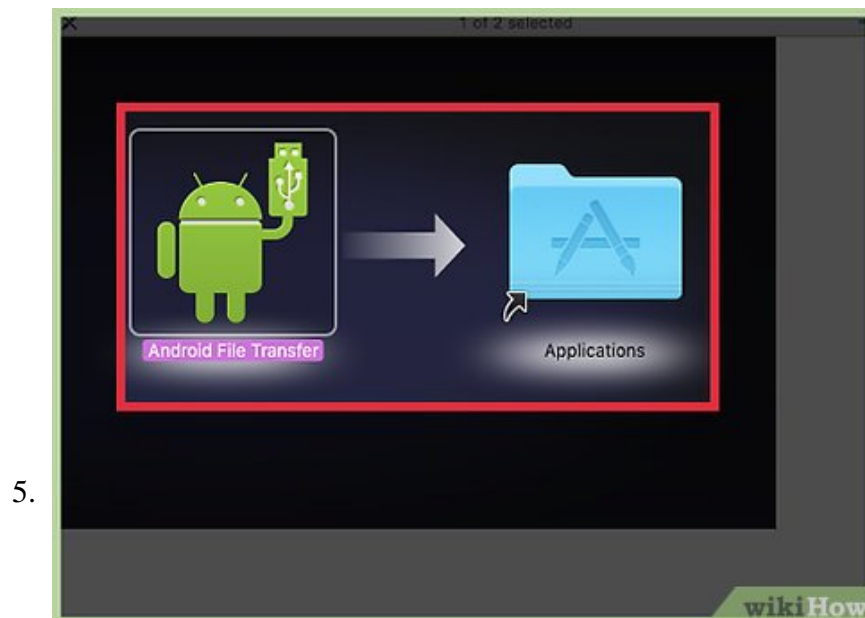 1 of 2 selected
Android File Transfer
Applications
5.
wikiHow